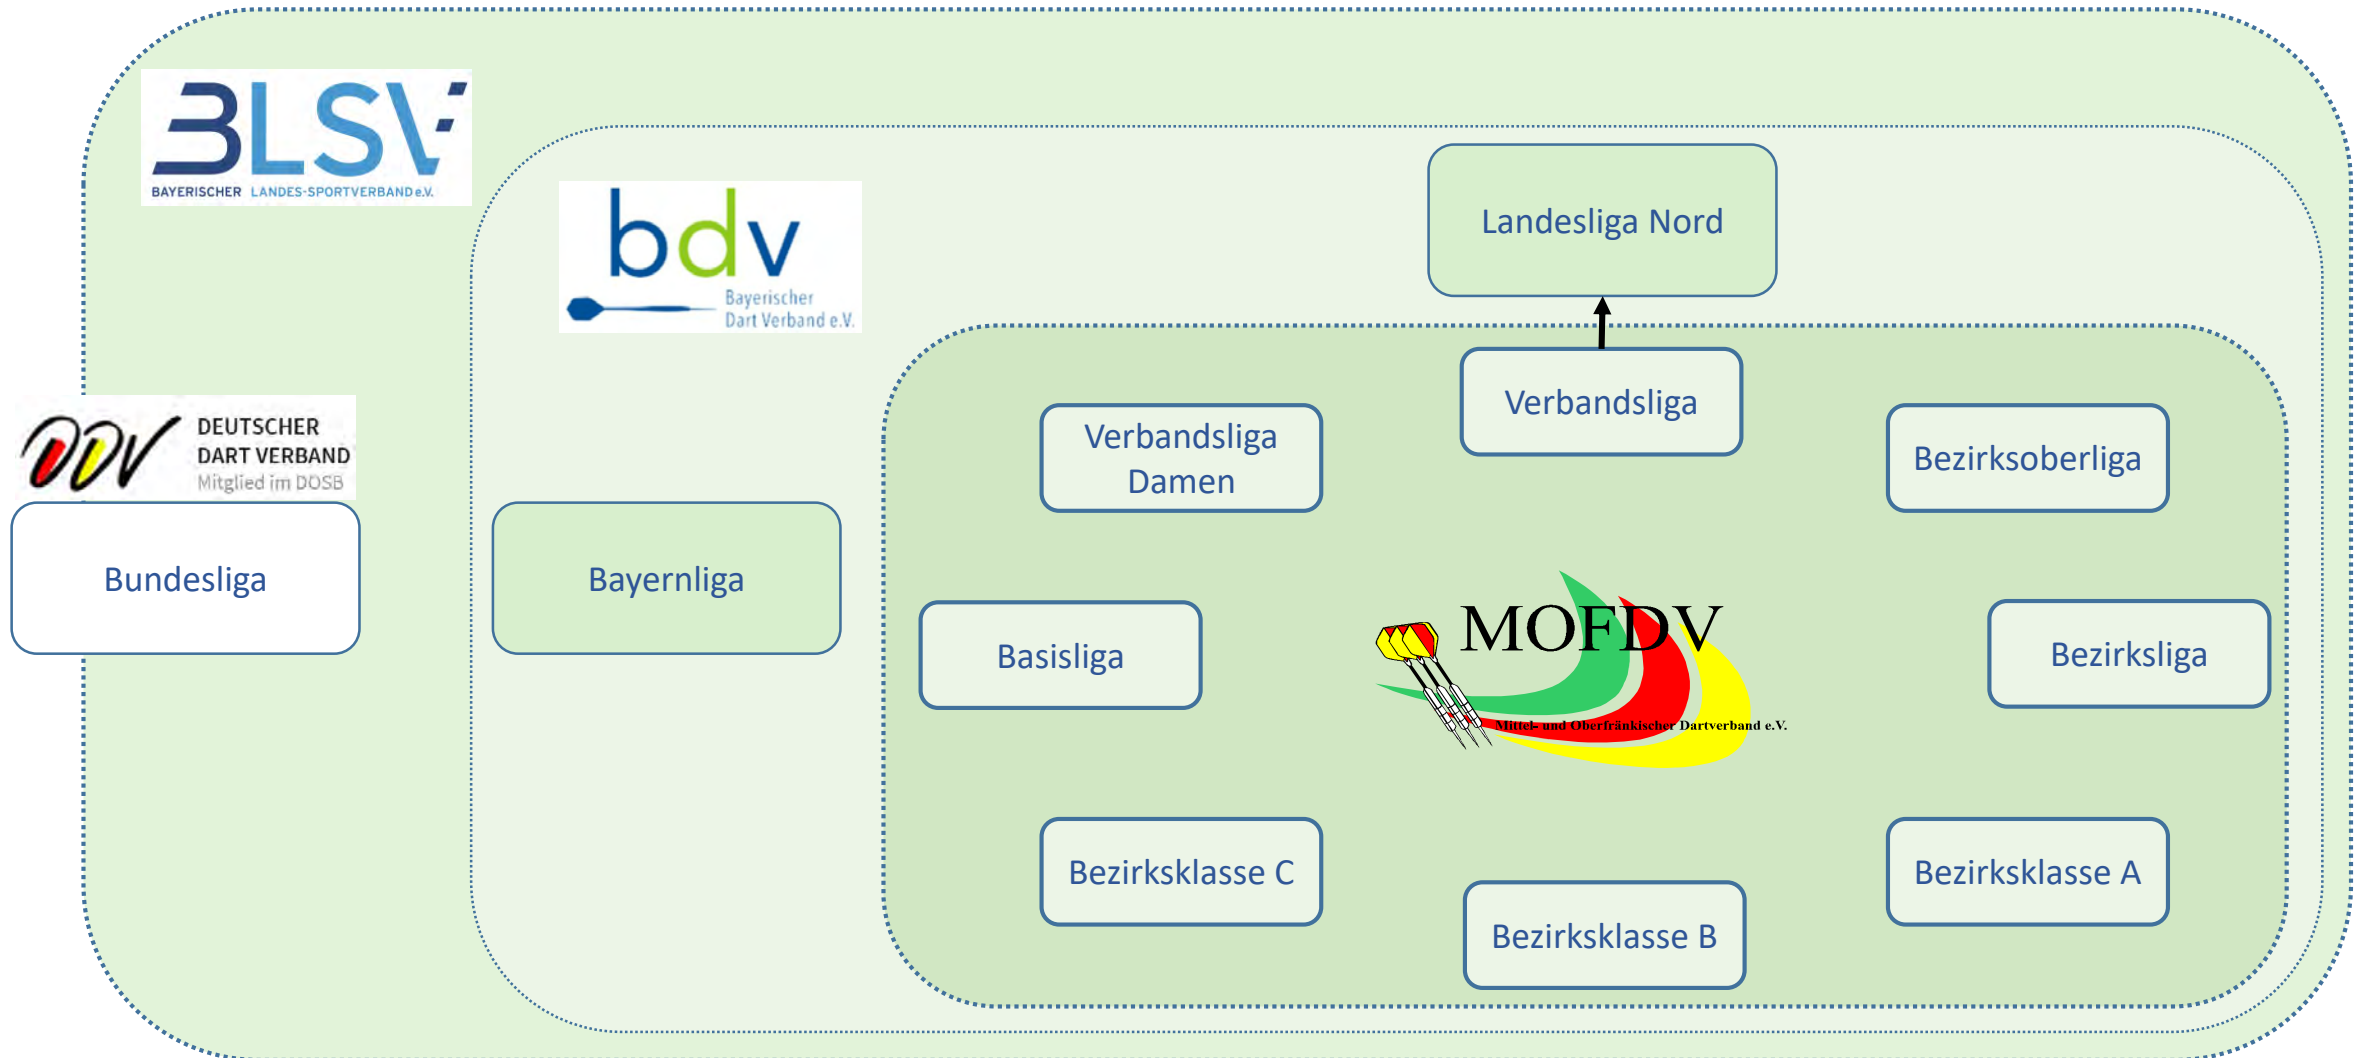 BLSV
BAYERISCHER LANDES-SPORTVERBAND e.V.
bdv
Bayerischer
Dart Verband e.V.
Landesliga Nord
DDV
DEUTSCHER
DART VERBAND
Mitglied im DOSB
Verbandsliga
Verbandsliga
Damen
Bezirksoberliga
Bundesliga
Bayernliga
Basisliga
MOFDV
Mittel- und Oberfränkischer Dartverband e.V.
Bezirksliga
Bezirksklasse C
Bezirksklasse B
Bezirksklasse A